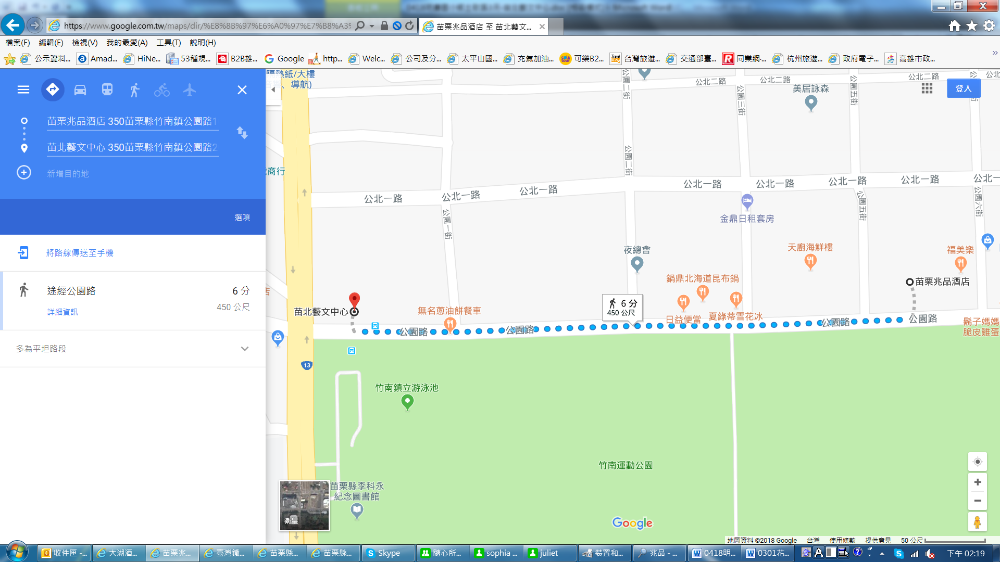 https://www.google.com.tw/maps/dir/%E8%8B%97%E6%A0%97%E7%B8%A3
苗栗兆品酒店 至 苗北藝文...
檔案(F) 編輯(E) 檢視(V) 我的最愛(A) 工具(T) 說明(H)
公示資料... Amad... HiNe... 53種規... B2B雄... Google http... Welc... 公司及分... 太平山國... 充氣加油... 可樂B2... 台灣旅遊... 交通部臺... 同業網·... 杭州旅遊... 政府電子... 高雄市政...
苗栗兆品酒店 350苗栗縣竹南鎮公園路1
苗北藝文中心 350苗栗縣竹南鎮公園路2
新增目的地
選項
將路線傳送至手機
途經公園路 6 分
450 公尺
詳細資訊
多為平坦路段
隔熱紙/大樓
、導航)
商行
店
公北二路
公北二路
公北二路
公北
美居詠森
登入
公園二街
公園三街
公園五街
公園二街
公北一路
公北一路
公北一路
公北一路
公北一路
公北一路
公北一路
公北一
公園一街
公園五街
公園六街
金鼎日租套房
夜總會
天廚海鮮樓
福美樂
鍋鼎北海道昆布鍋
苗栗兆品酒店
6 分
450 公尺
苗北藝文中心
無名蔥油餅餐車
日益便當
夏綠蒂雪花冰
公園路
公園路
公園路
公園路
鬍子媽媽
脆皮雞蛋
13
竹南鎮立游泳池
竹南運動公園
苗栗縣李科永
紀念圖書館
衛星
Google
地圖資料 ©2018 Google 台灣 使用條款 提供意見 50 公尺
收件匣 -... 大湖酒... 苗栗兆... 臺灣鐵... 苗栗縣... 苗栗縣... Skype 隨心所... sophia ... juliet 裝置和... 兆品 - ... 0418明... 0301花... 下午 02:19